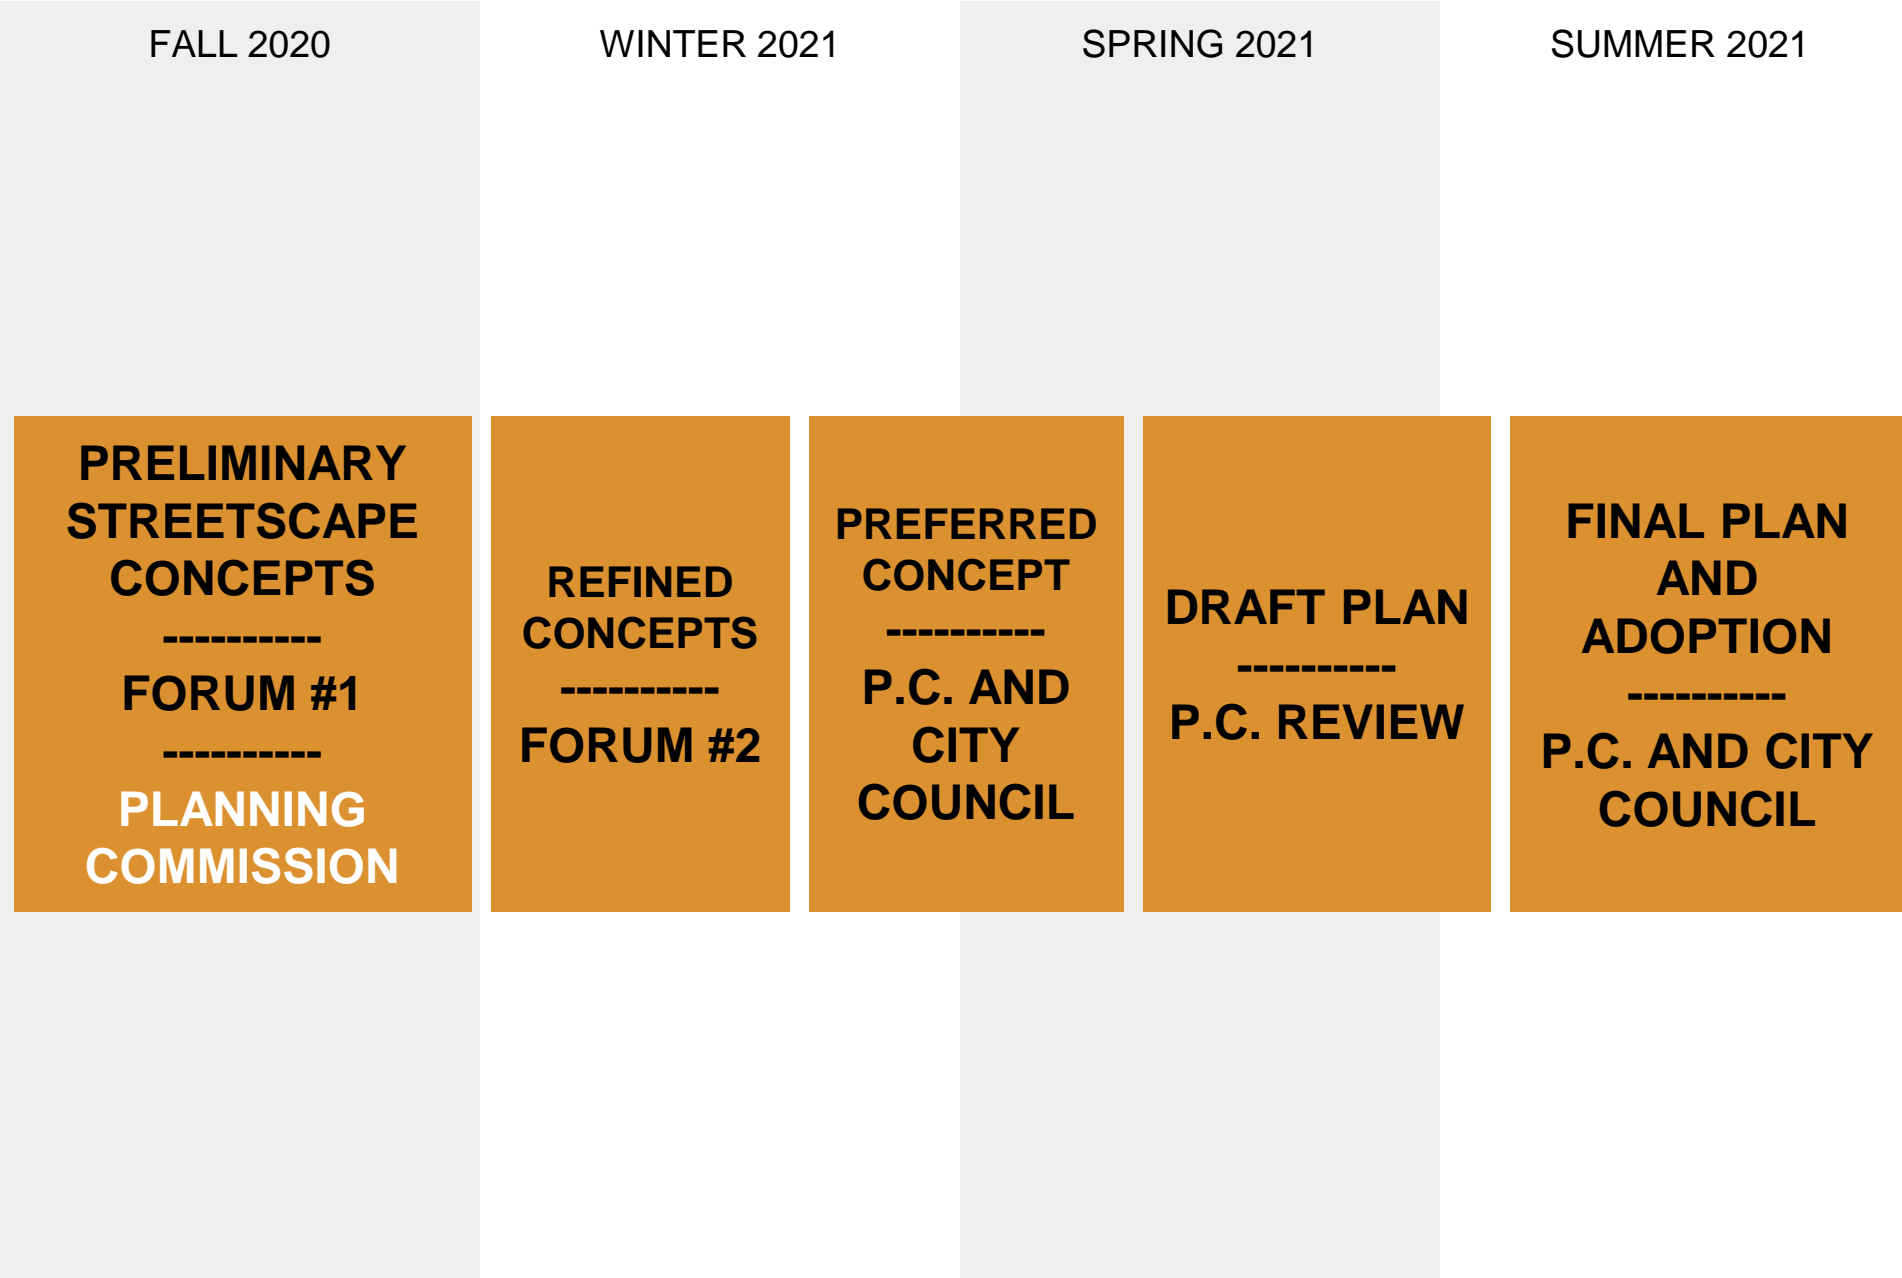 FALL 2020
WINTER 2021
SPRING 2021
SUMMER 2021
PRELIMINARY
STREETSCAPE
CONCEPTS
----------
FORUM #1
----------
PLANNING
COMMISSION
REFINED
CONCEPTS
----------
FORUM #2
PREFERRED
CONCEPT
----------
P.C. AND
CITY
COUNCIL
DRAFT PLAN
----------
P.C. REVIEW
FINAL PLAN
AND
ADOPTION
----------
P.C. AND CITY
COUNCIL